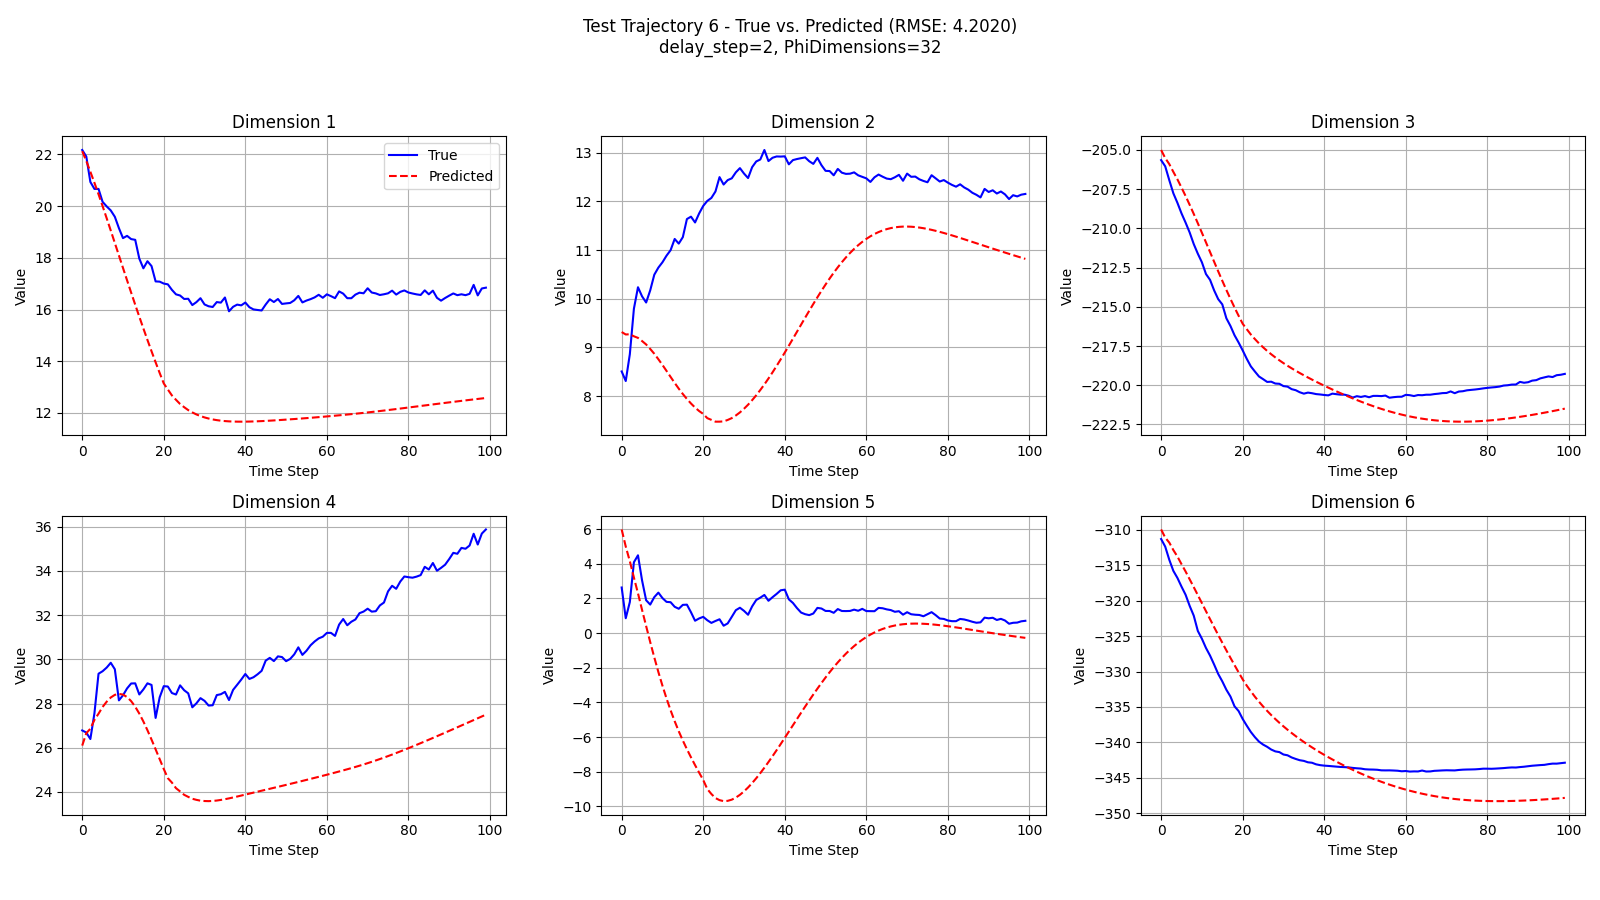 Test Trajectory 6 - True vs. Predicted (RMSE: 4.2020)
delay_step=2, PhiDimensions=32
Dimension 1
Value
22
20
18
16
14
12
0 20 40 60 80 100
Time Step
True
Predicted
Dimension 2
Value
13
12
11
10
9
8
0 20 40 60 80 100
Time Step
Dimension 3
Value
−205.0
−207.5
−210.0
−212.5
−215.0
−217.5
−220.0
−222.5
0 20 40 60 80 100
Time Step
Dimension 4
Value
36
34
32
30
28
26
24
0 20 40 60 80 100
Time Step
Dimension 5
Value
6
4
2
0
−2
−4
−6
−8
−10
0 20 40 60 80 100
Time Step
Dimension 6
Value
−310
−315
−320
−325
−330
−335
−340
−345
−350
0 20 40 60 80 100
Time Step